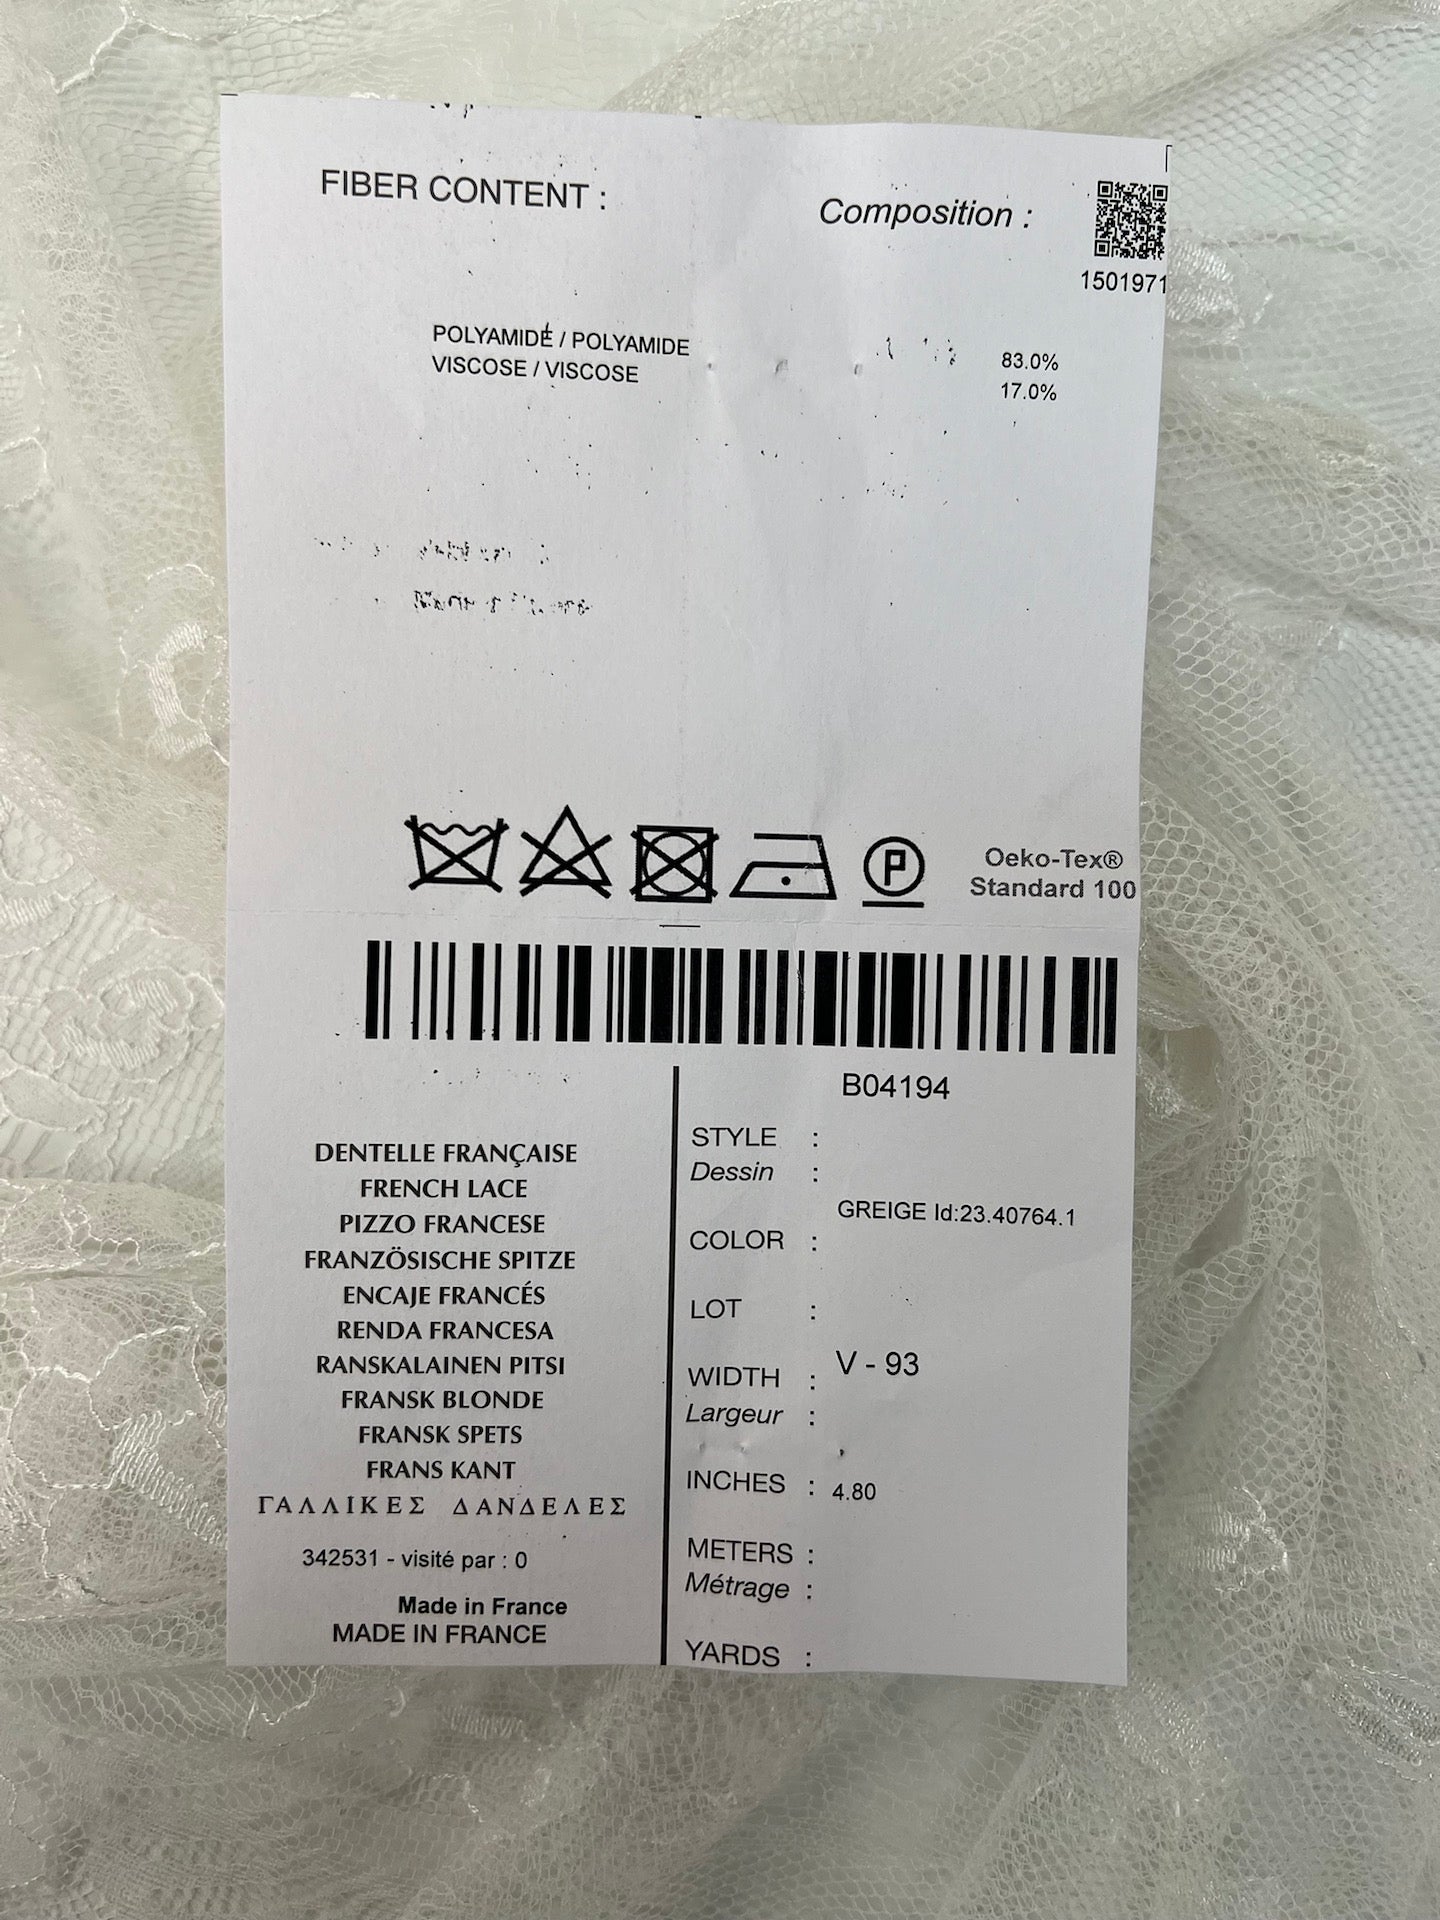 FIBER CONTENT :
Composition :
1501971
POLYAMIDE / POLYAMIDE 83.0%
VISCOSE / VISCOSE 17.0%
P
Oeko-Tex®
Standard 100
B04194
DENTELLE FRANÇAISE
FRENCH LACE
PIZZO FRANCESE
FRANZÖSISCHE SPITZE
ENCAJE FRANCÉS
RENDA FRANCESA
RANSKALAINEN PITSI
FRANSK BLONDE
FRANSK SPETS
FRANS KANT
ΓΑΛΛΙΚΕΣ ΔΑΝΔΕΛΕΣ
342531 - visité par : 0
Made in France
MADE IN FRANCE
STYLE :
Dessin :
GREIGE Id:23.40764.1
COLOR :
LOT :
WIDTH : V - 93
Largeur :
INCHES : 4.80
METERS :
Métrage :
YARDS :